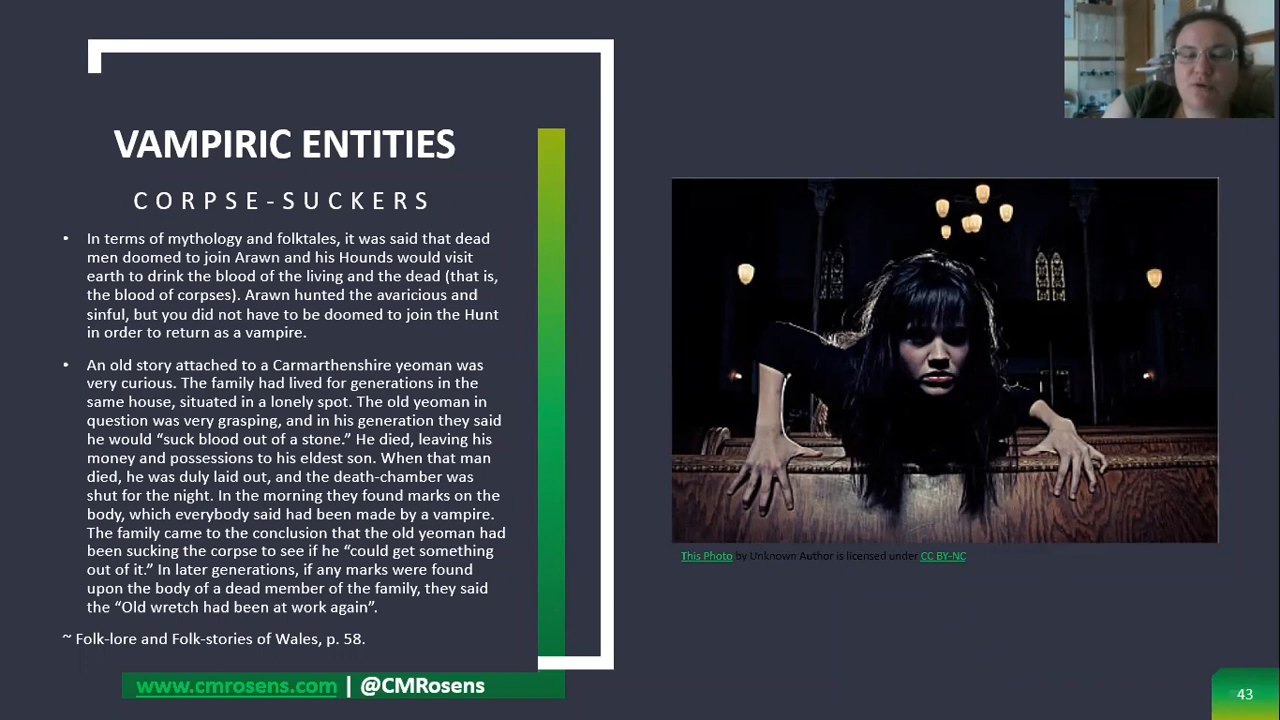 VAMPIRIC ENTITIES
CORPSE-SUCKERS
• In terms of mythology and folktales, it was said that dead
men doomed to join Arawn and his Hounds would visit
earth to drink the blood of the living and the dead (that is,
the blood of corpses). Arawn hunted the avaricious and
sinful, but you did not have to be doomed to join the Hunt
in order to return as a vampire.
• An old story attached to a Carmarthenshire yeoman was
very curious. The family had lived for generations in the
same house, situated in a lonely spot. The old yeoman in
question was very grasping, and in his generation they said
he would “suck blood out of a stone.” He died, leaving his
money and possessions to his eldest son. When that man
died, he was duly laid out, and the death-chamber was
shut for the night. In the morning they found marks on the
body, which everybody said had been made by a vampire.
The family came to the conclusion that the old yeoman had
been sucking the corpse to see if he “could get something
out of it.” In later generations, if any marks were found
upon the body of a dead member of the family, they said
the “Old wretch had been at work again”.
~ Folk-lore and Folk-stories of Wales, p. 58.
www.cmrosens.com | @CMRosens
This Photo by Unknown Author is licensed under CC BY-NC
43